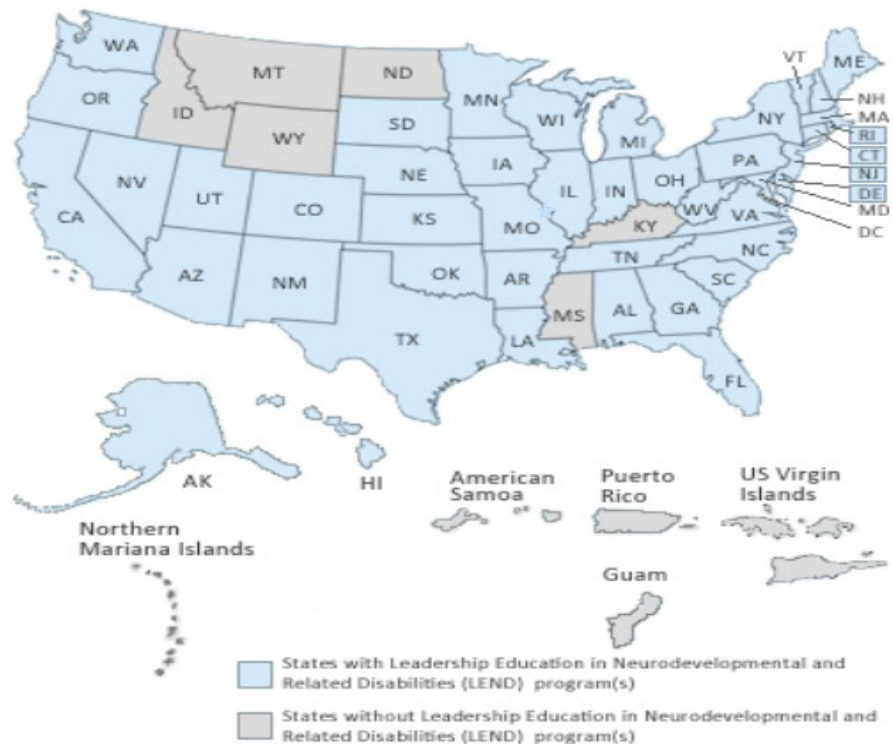 WA
MT
ND
MN
VT
ME
OR
ID
SD
WI
MI
NY
NH
MA
RI
WY
CT
IA
PA
NJ
NE
NV
UT
IL
IN
OH
DE
CO
CA
KS
MO
WV
VA
MD
KY
DC
TN
NC
AZ
NM
OK
AR
SC
MS
AL
GA
TX
LA
FL
AK
HI
American
Samoa
Puerto
Rico
US Virgin
Islands
Northern
Mariana Islands
Guam
States with Leadership Education in Neurodevelopmental and
Related Disabilities (LEND) program(s)
States without Leadership Education in Neurodevelopmental and
Related Disabilities (LEND) program(s)